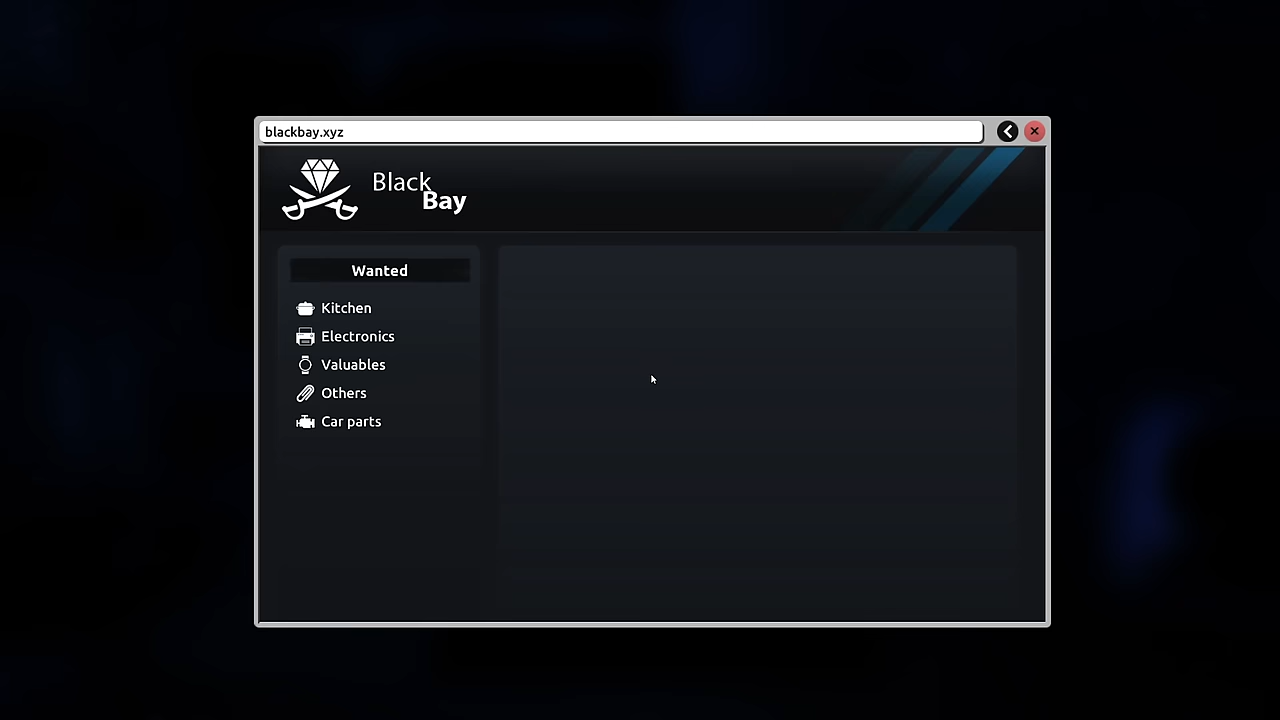 blackbay.xyz
Black
Bay
Wanted
Kitchen
Electronics
Valuables
Others
Car parts